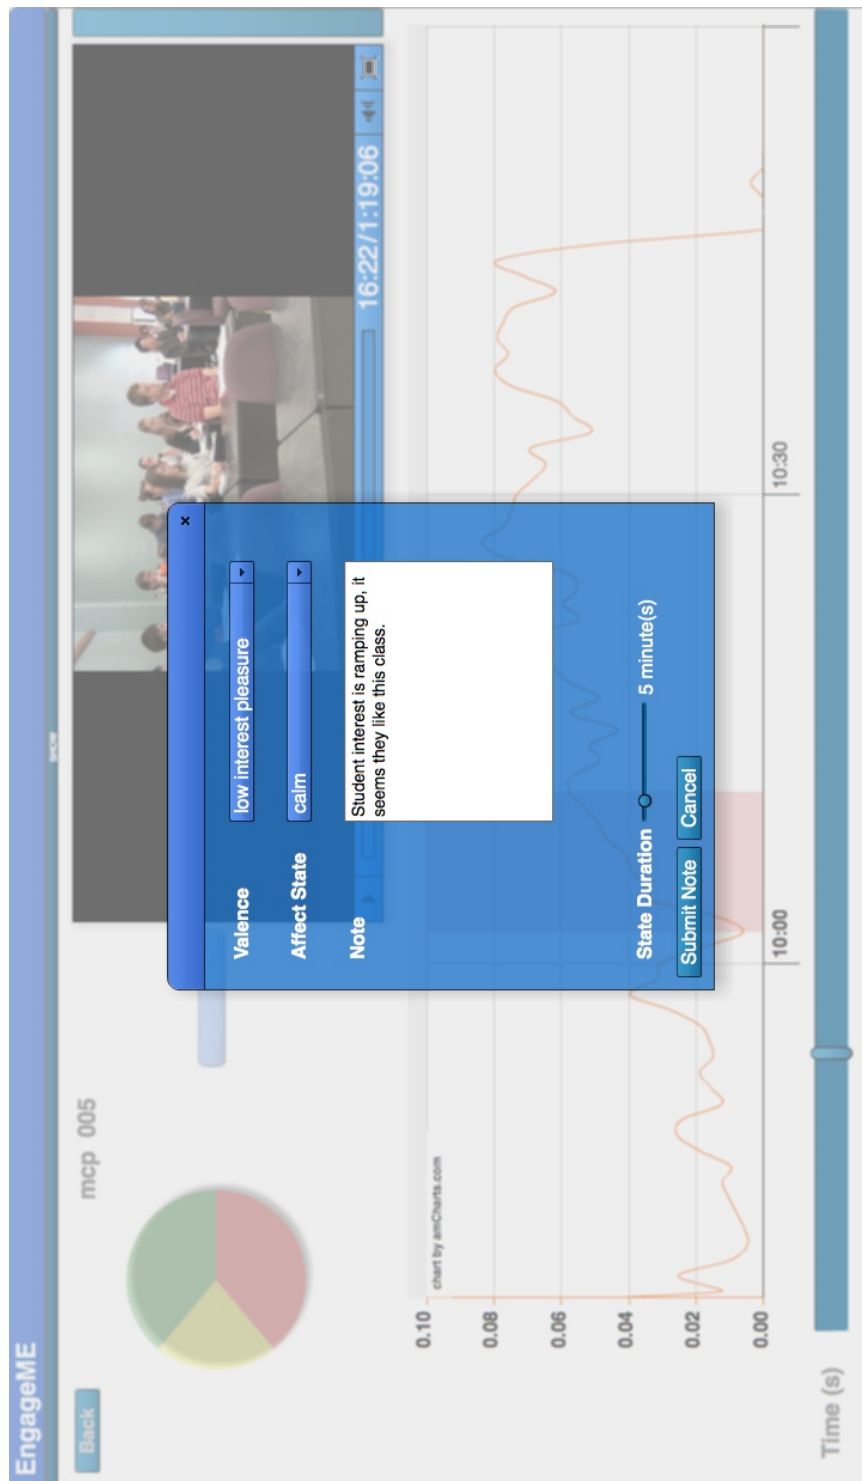 EngageME
SHOW
Back
mcp 005
16:22/1:19:06
×
Valence
low interest pleasure
Affect State
calm
Note
Student interest is ramping up, it
seems they like this class.
State Duration
5 minute(s)
Submit Note
Cancel
chart by amCharts.com
0.10
0.08
0.06
0.04
0.02
0.00
10:00
10:30
Time (s)